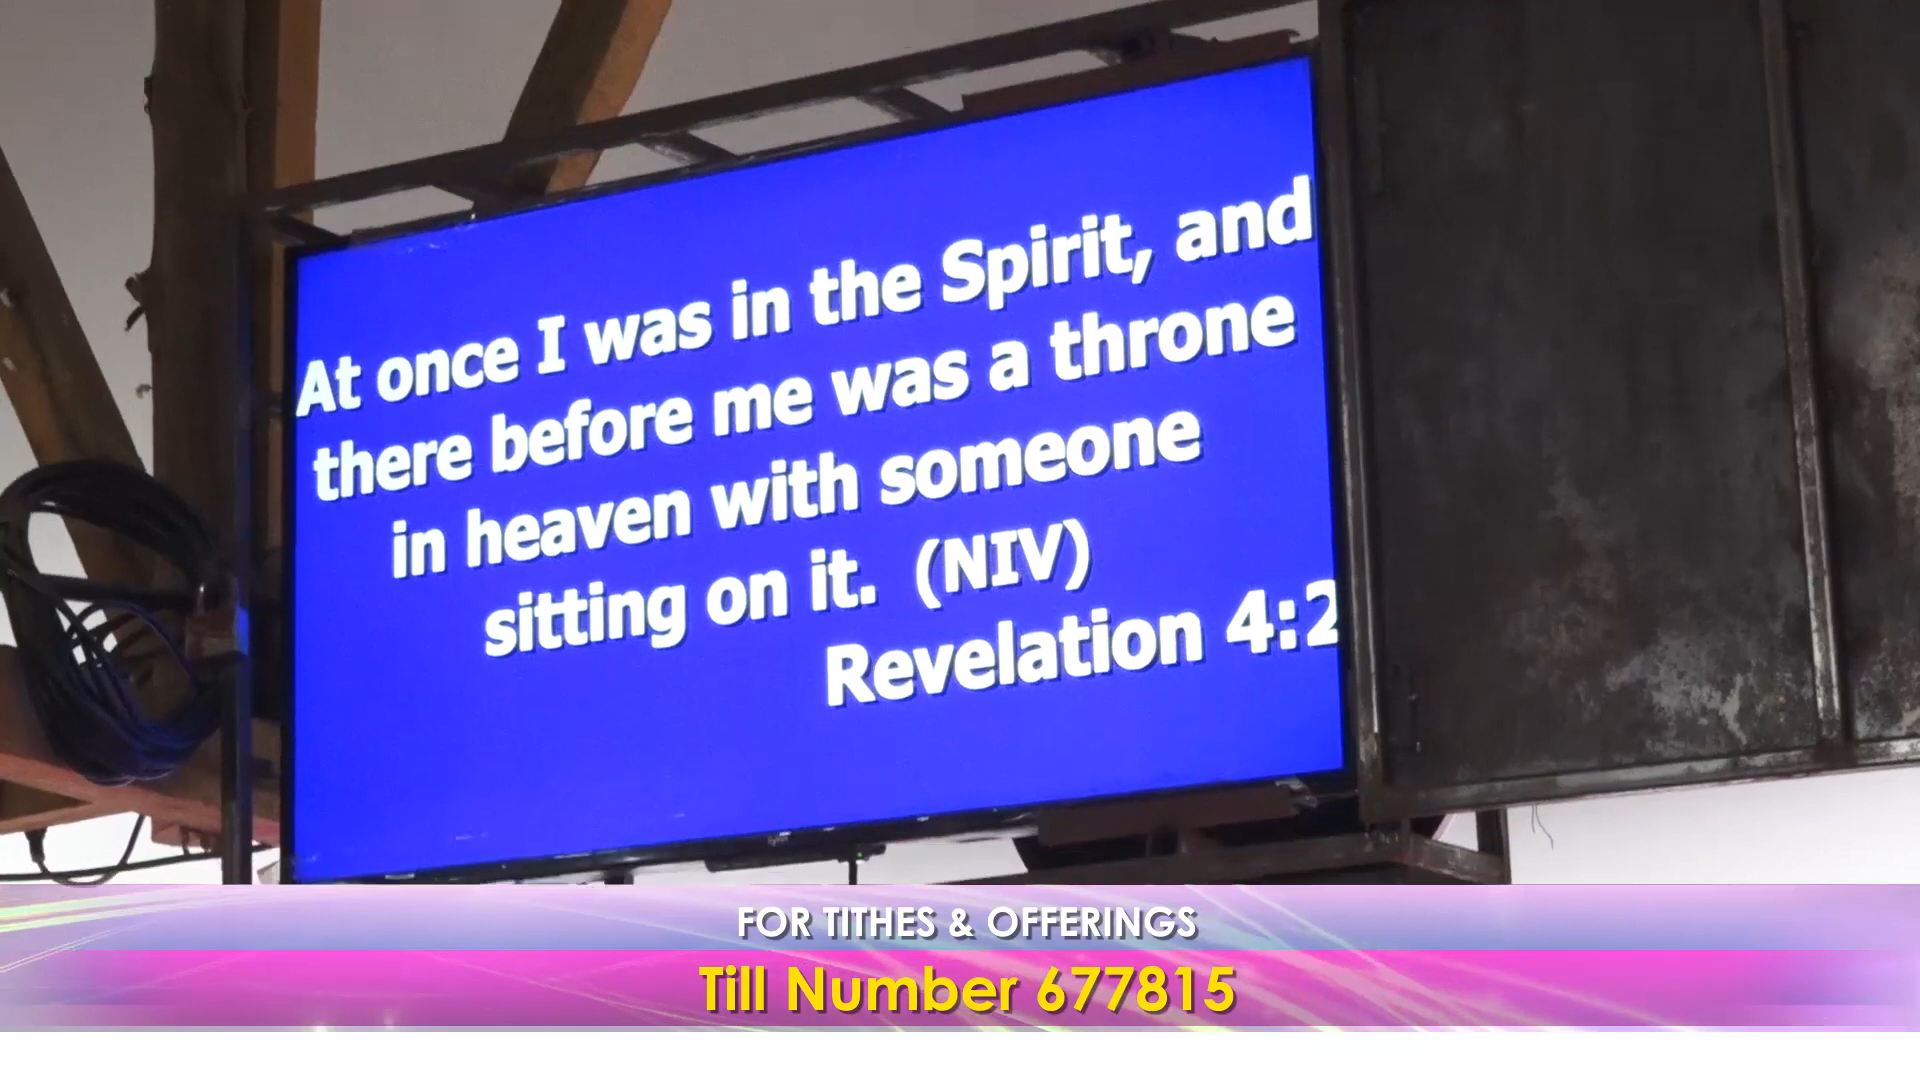 At once I was in the Spirit, and
there before me was a throne
in heaven with someone
sitting on it. (NIV)
Revelation 4:2
FOR TITHES & OFFERINGS
Till Number 677815